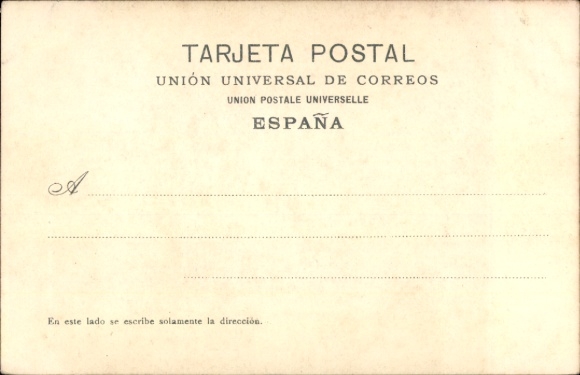 TARJETA POSTAL
UNIÓN UNIVERSAL DE CORREOS
UNION POSTALE UNIVERSELLE
ESPAÑA
A
En este lado se escribe solamente la dirección.